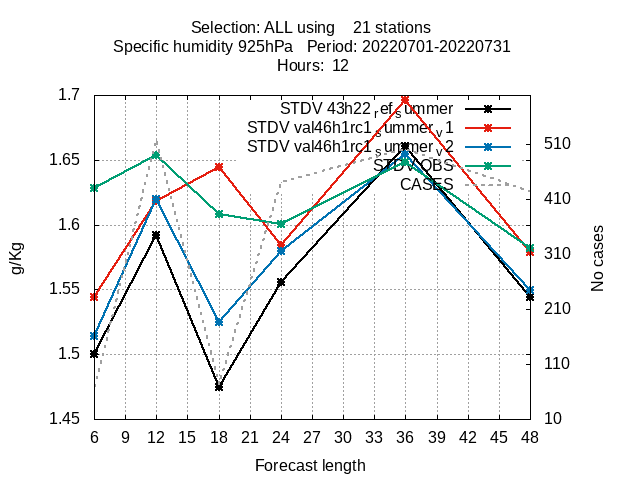 Selection: ALL using    21 stations
Specific humidity 925hPa   Period: 20220701-20220731
Hours:  12
STDV 43h22_ref_summer
STDV val46h1rc1_summer_v1
STDV val46h1rc1_summer_v2
STDV OBS
CASES
1.7
1.65
1.6
1.55
1.5
1.45
g/Kg
510
410
310
210
110
10
No cases
6 9 12 15 18 21 24 27 30 33 36 39 42 45 48
Forecast length